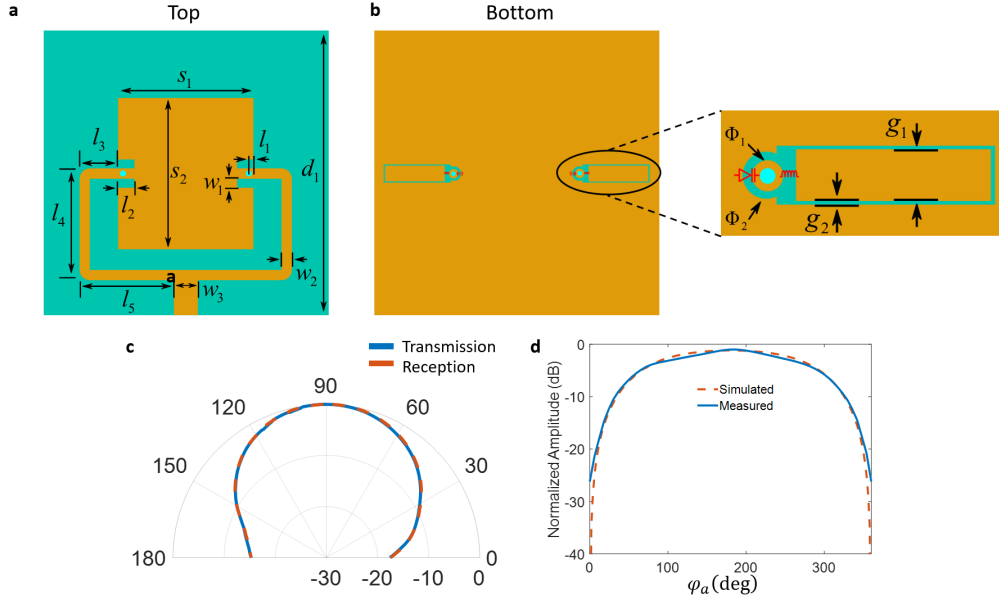 a
Top
b
Bottom
s₁
l₃
l₁
d₁
s₂
w₁
l₂
l₄
a
w₂
l₅
w₃
Φ₁
g₁
Φ₂
g₂
c
Transmission
Reception
90
120
60
150
30
180
0
-30
-20
-10
0
d
0
-10
-20
-30
-40
Normalized Amplitude (dB)
Simulated
Measured
0
100
200
300
φₐ(deg)